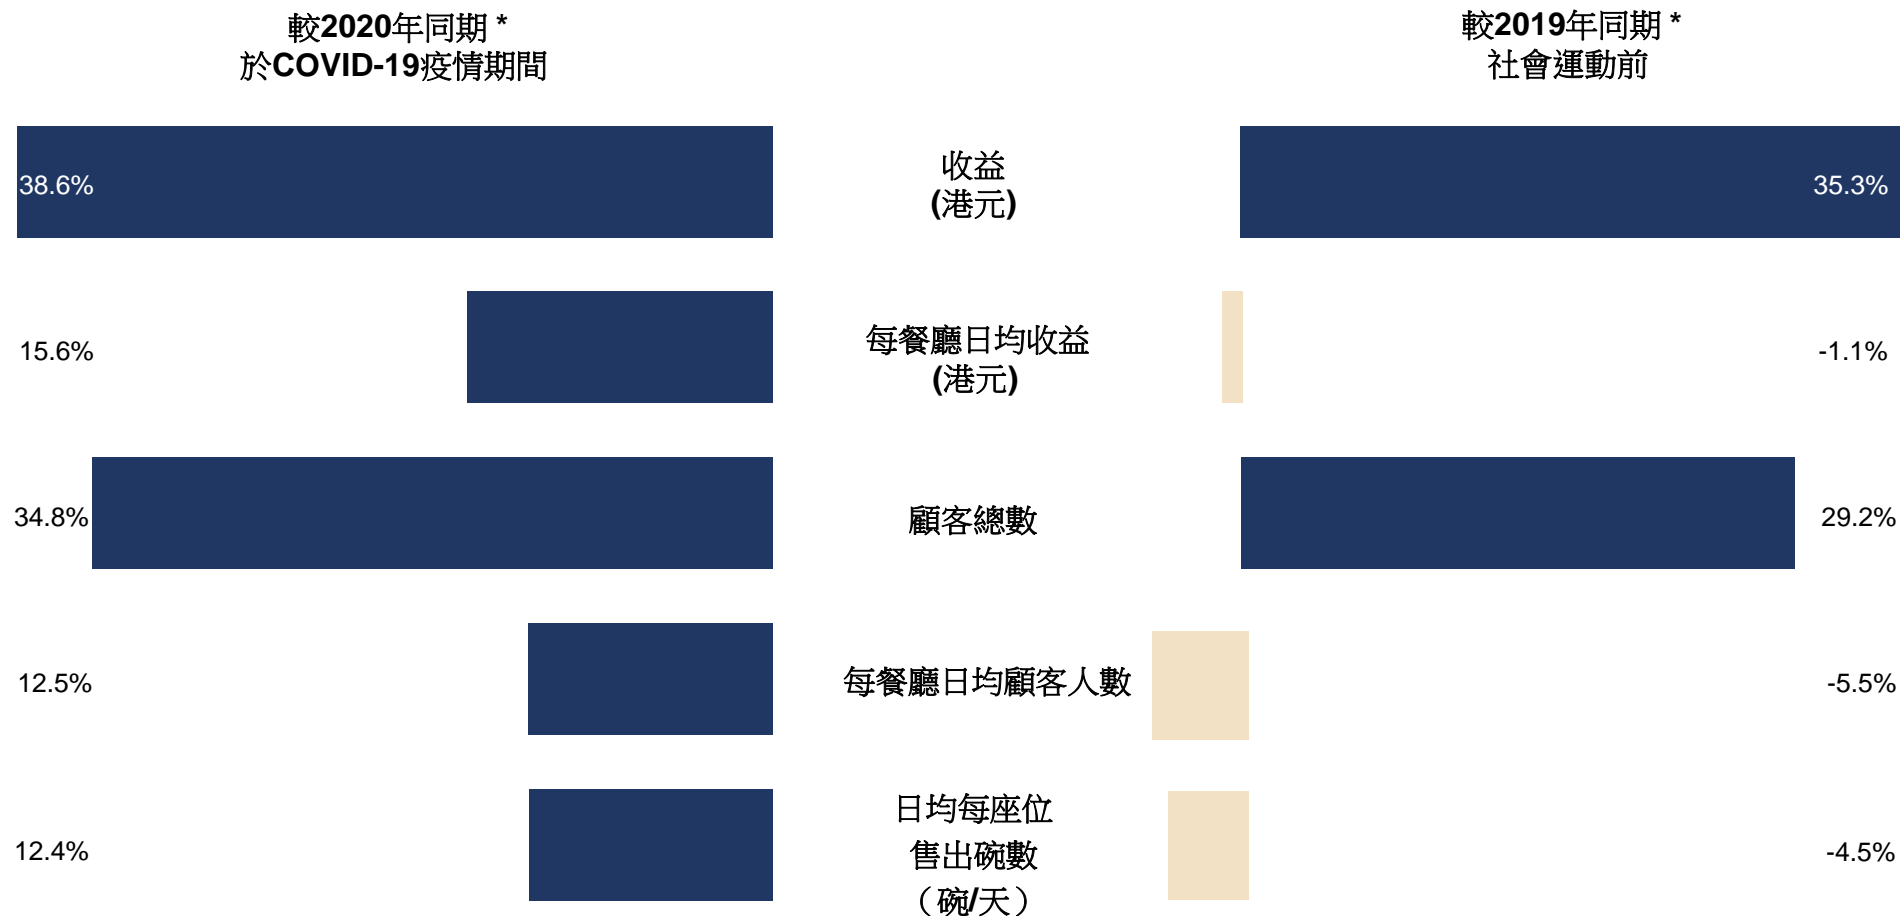 較2020年同期 *
於COVID-19疫情期間
較2019年同期 *
社會運動前
38.6%
收益
(港元)
35.3%
15.6%
每餐廳日均收益
(港元)
-1.1%
34.8%
顧客總數
29.2%
12.5%
每餐廳日均顧客人數
-5.5%
12.4%
日均每座位
售出碗數
（碗/天）
-4.5%